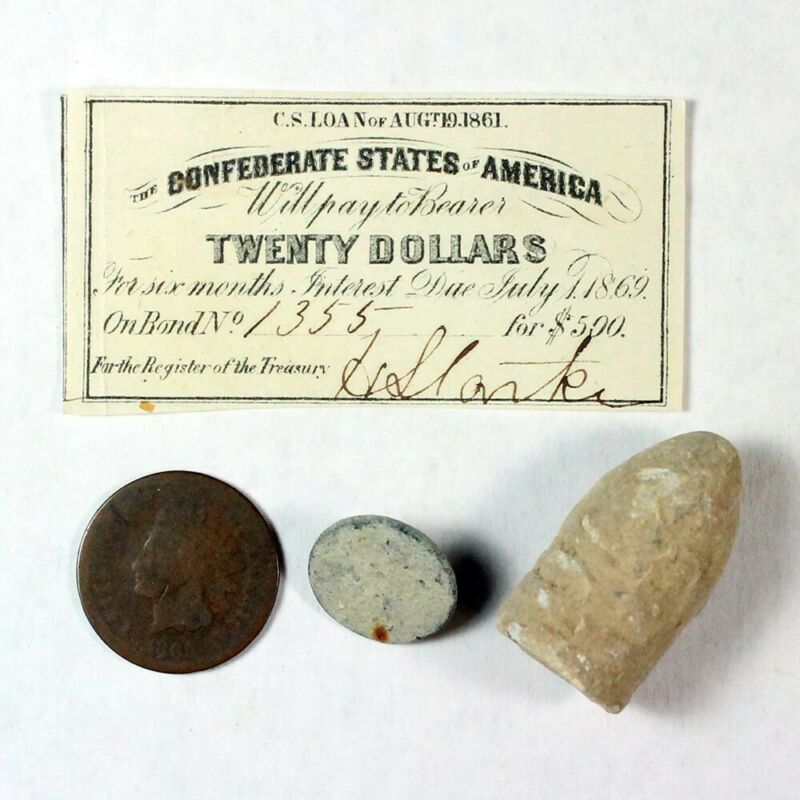 C.S. LOAN OF AUGT. 19. 1861.
THE CONFEDERATE STATES OF AMERICA
Will pay to Bearer
TWENTY DOLLARS
For six months Interest Due July 1. 1869.
On Bond No 1355 for $500.
For the Register of the Treasury